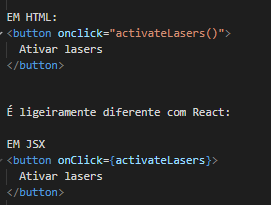 EM HTML:
<button onclick="activateLasers()">
Ativar lasers
</button>
É ligeiramente diferente com React:
EM JSX
<button onClick={activateLasers}>
Ativar lasers
</button>